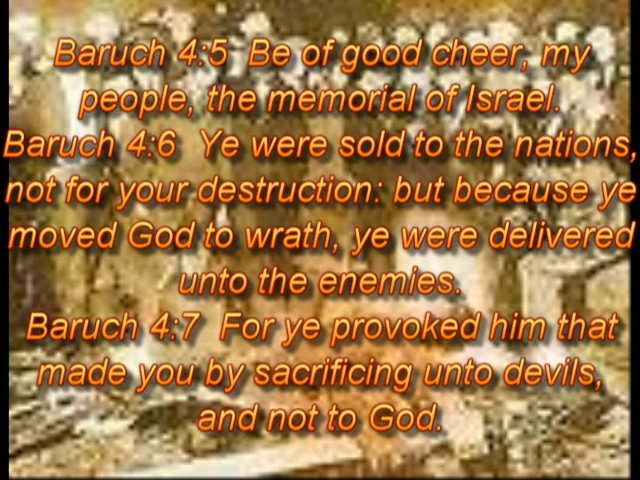 Baruch 4:5  Be of good cheer, my
people, the memorial of Israel.
Baruch 4:6  Ye were sold to the nations,
not for your destruction: but because ye
moved God to wrath, ye were delivered
unto the enemies.
Baruch 4:7  For ye provoked him that
made you by sacrificing unto devils,
and not to God.